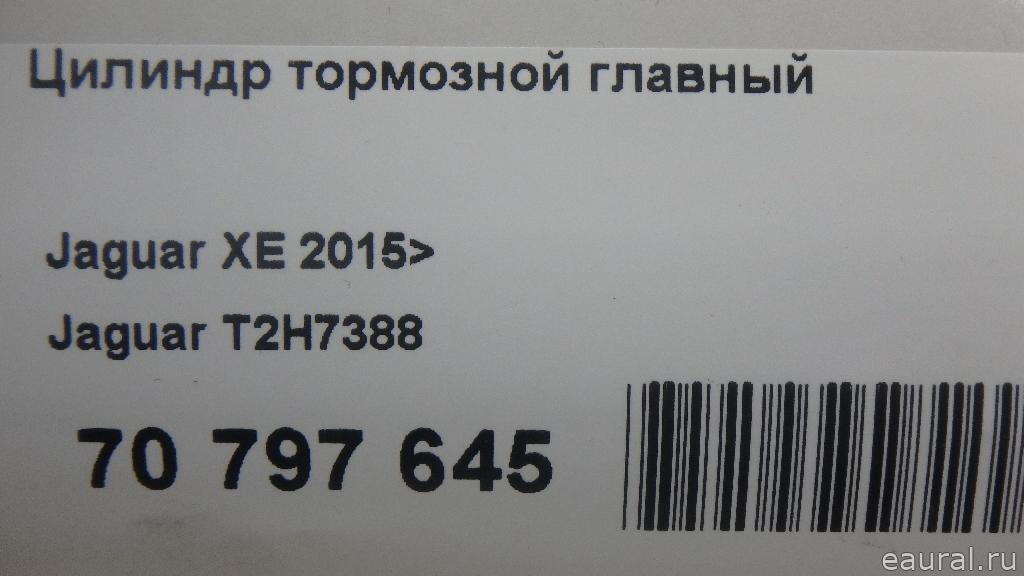 Цилиндр тормозной главный
Jaguar XE 2015>
Jaguar T2H7388
70 797 645
eaural.ru